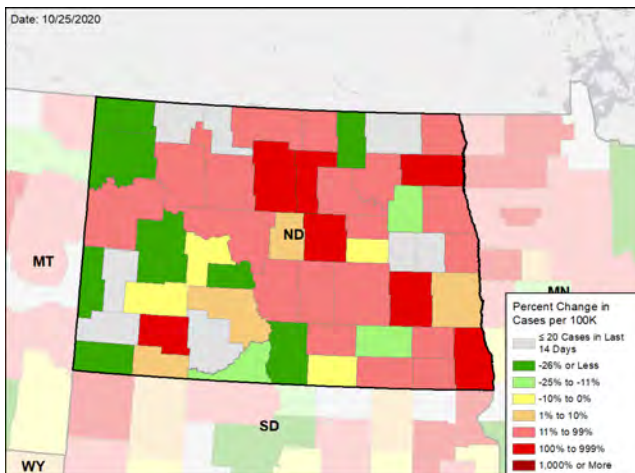 Date: 10/25/2020
ND
MT
MN
SD
WY
Percent Change in
Cases per 100K
≤ 20 Cases in Last
14 Days
-26% or Less
-25% to -11%
-10% to 0%
1% to 10%
11% to 99%
100% to 999%
1,000% or More